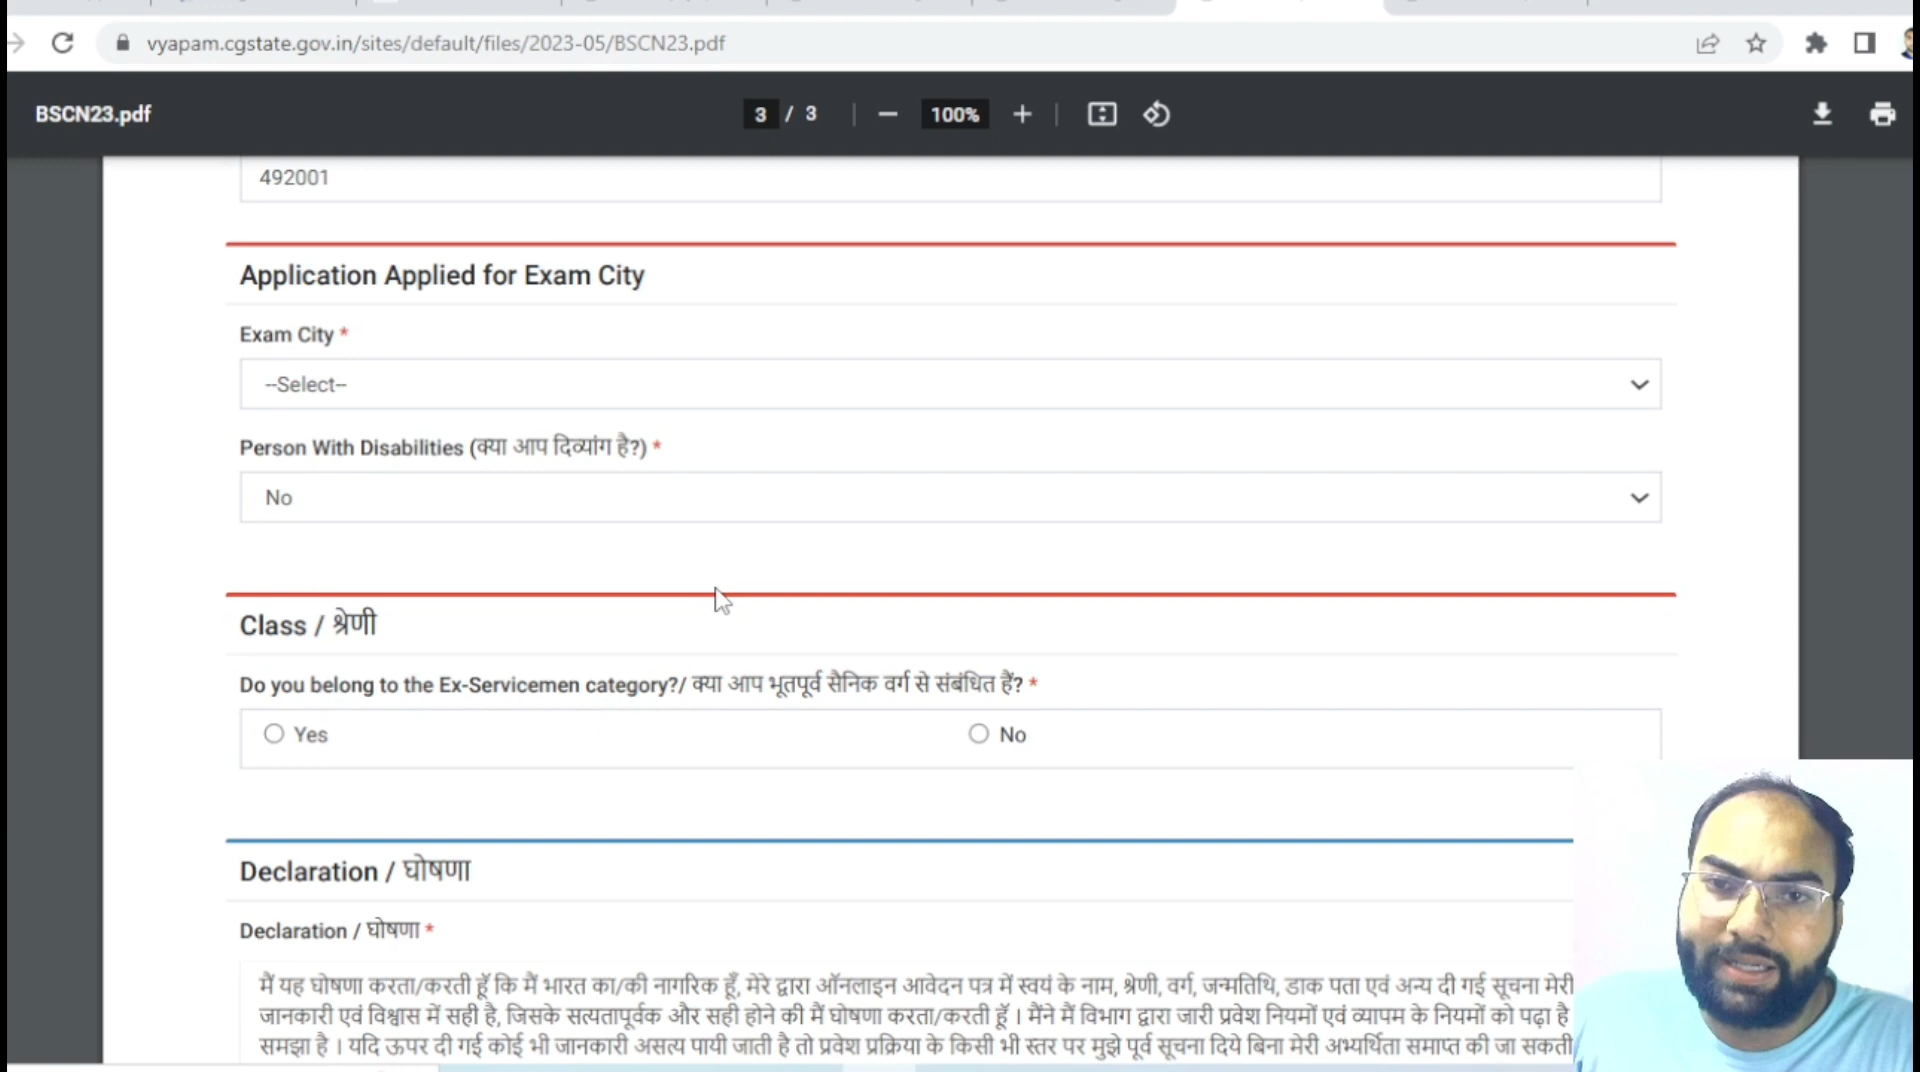 vyapam.cgstate.gov.in/sites/default/files/2023-05/BSCN23.pdf
BSCN23.pdf
3 / 3
100%
492001
Application Applied for Exam City
Exam City *
--Select--
Person With Disabilities (क्या आप दिव्यांग है?) *
No
Class / श्रेणी
Do you belong to the Ex-Servicemen category?/ क्या आप भूतपूर्व सैनिक वर्ग से संबंधित हैं? *
Yes No
Declaration / घोषणा
Declaration / घोषणा *
मैं यह घोषणा करता/करती हूँ कि मैं भारत का/की नागरिक हूँ, मेरे द्वारा ऑनलाइन आवेदन पत्र में स्वयं के नाम, श्रेणी, वर्ग, जन्मतिथि, डाक पता एवं अन्य दी गई सूचना मेरी
जानकारी एवं विश्वास में सही है, जिसके सत्यतापूर्वक और सही होने की मैं घोषणा करता/करती हूँ । मैंने मैं विभाग द्वारा जारी प्रवेश नियमों एवं व्यापम के नियमों को पढ़ा है
समझा है । यदि ऊपर दी गई कोई भी जानकारी असत्य पायी जाती है तो प्रवेश प्रक्रिया के किसी भी स्तर पर मुझे पूर्व सूचना दिये बिना मेरी अभ्यर्थिता समाप्त की जा सकती